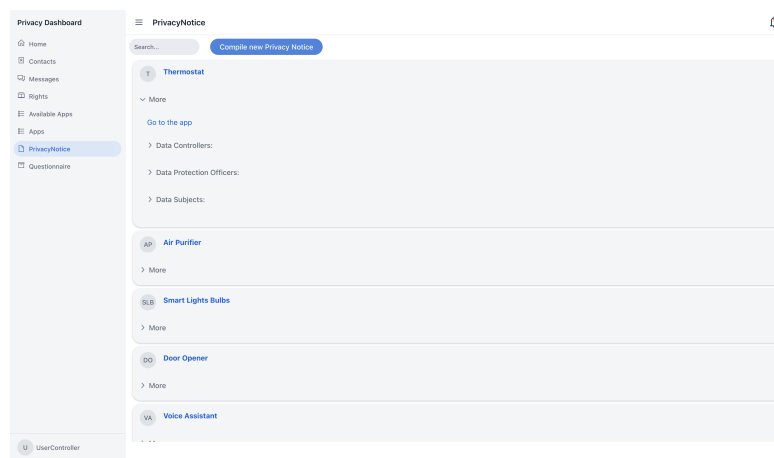 Privacy Dashboard
Home
Contacts
Messages
Rights
Available Apps
Apps
PrivacyNotice
Questionnaire
U UserController
PrivacyNotice
Search...
Compile new Privacy Notice
T Thermostat
More
Go to the app
Data Controllers:
Data Protection Officers:
Data Subjects:
AP Air Purifier
More
SLB Smart Lights Bulbs
More
DO Door Opener
More
VA Voice Assistant